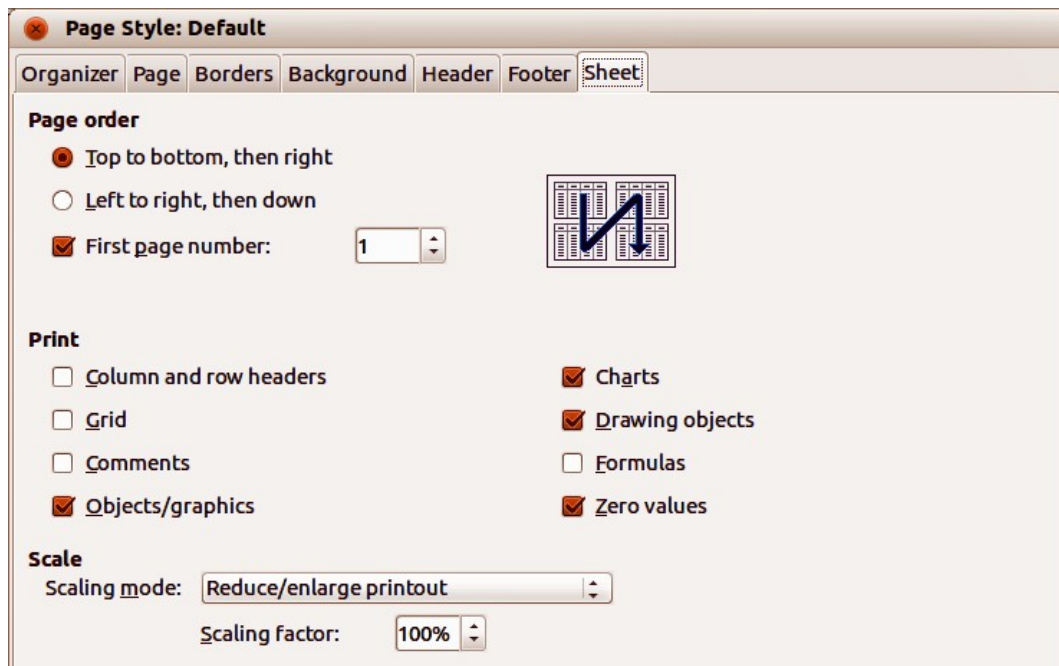 Page Style: Default
Organizer Page Borders Background Header Footer Sheet
Page order
Top to bottom, then right
Left to right, then down
First page number: 1
Print
Column and row headers
Charts
Grid
Drawing objects
Comments
Formulas
Objects/graphics
Zero values
Scale
Scaling mode: Reduce/enlarge printout
Scaling factor: 100%